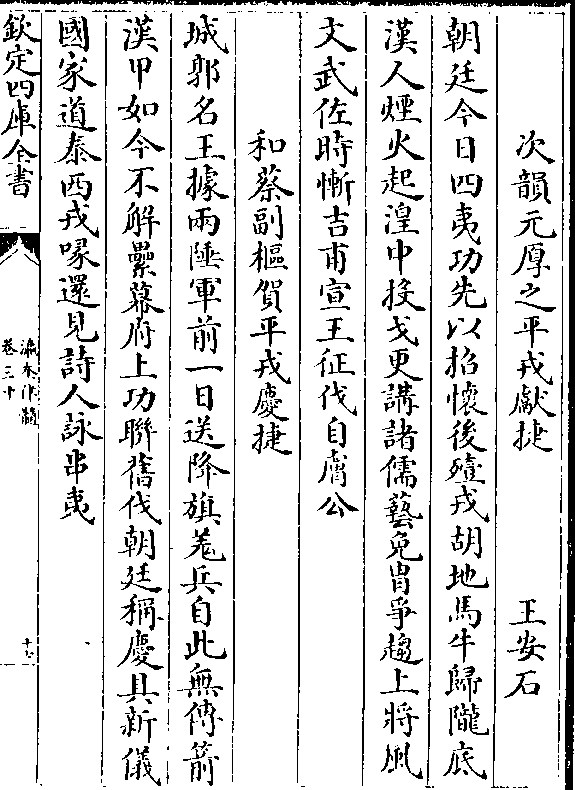 次韻元厚之平戎獻捷　王安石
朝廷今日四夷功先以招懷後殪戎胡地馬牛歸隴底
漢人煙火起湟中投戈更講諸儒藝免胄爭趨上將風
文武佐時慚吉甫宣王征伐自膚公
和蔡副樞賀平戎慶捷
城郭名王據兩陲軍前一日送降旗羗兵自此無傳箭
漢甲如今不解纍幕府上功聯舊伐朝廷稱慶具新儀
國家道泰西戎喙還見詩人詠串夷
欽定四庫全書
瀛奎律髓
卷三十